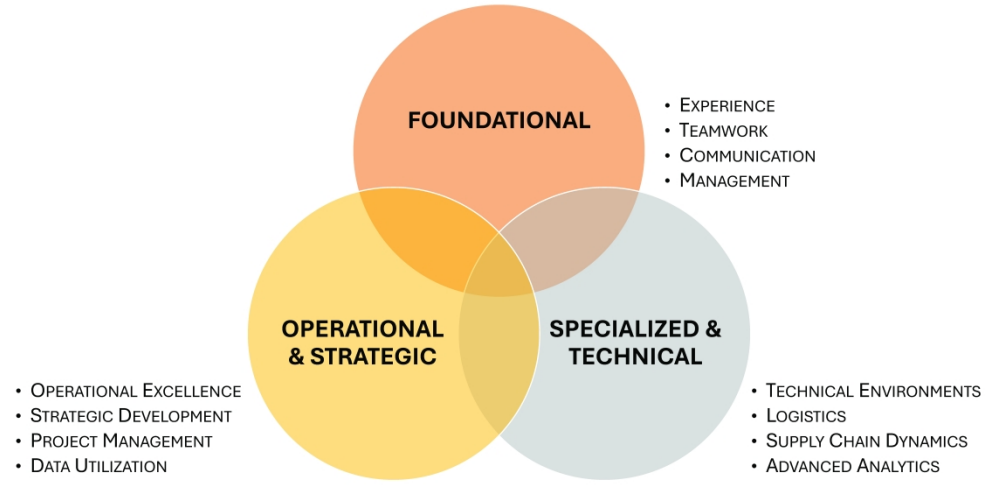 FOUNDATIONAL
• EXPERIENCE
• TEAMWORK
• COMMUNICATION
• MANAGEMENT
OPERATIONAL
& STRATEGIC
• OPERATIONAL EXCELLENCE
• STRATEGIC DEVELOPMENT
• PROJECT MANAGEMENT
• DATA UTILIZATION
SPECIALIZED &
TECHNICAL
• TECHNICAL ENVIRONMENTS
• LOGISTICS
• SUPPLY CHAIN DYNAMICS
• ADVANCED ANALYTICS